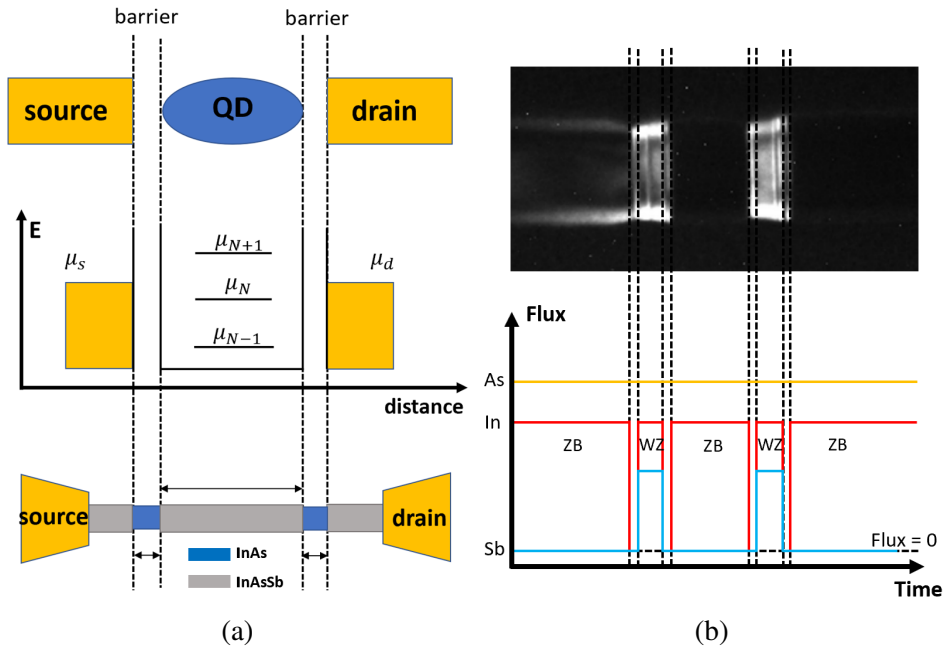 barrier
barrier
source
QD
drain
E
μ_{N+1}
μ_s
μ_d
μ_N
μ_{N-1}
distance
source
drain
InAs
InAsSb
(a)
Flux
As
In
ZB
WZ
ZB
WZ
ZB
Sb
Flux = 0
Time
(b)